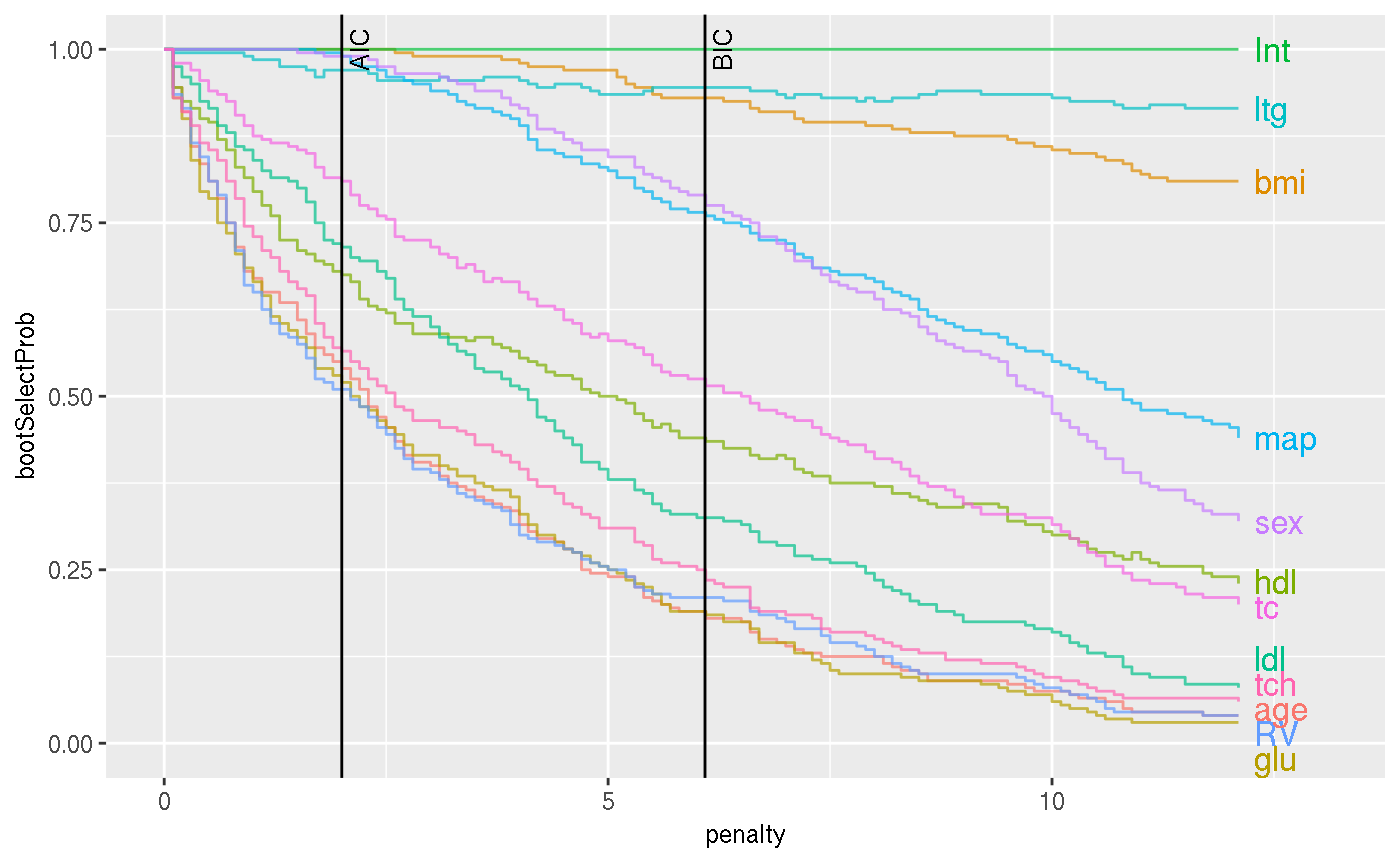 AIC
BIC
1.00
0.75
0.50
0.25
0.00
bootSelectProb
0
5
10
penalty
Int
ltg
bmi
map
sex
hdl
tc
ldl
tch
age
RV
glu